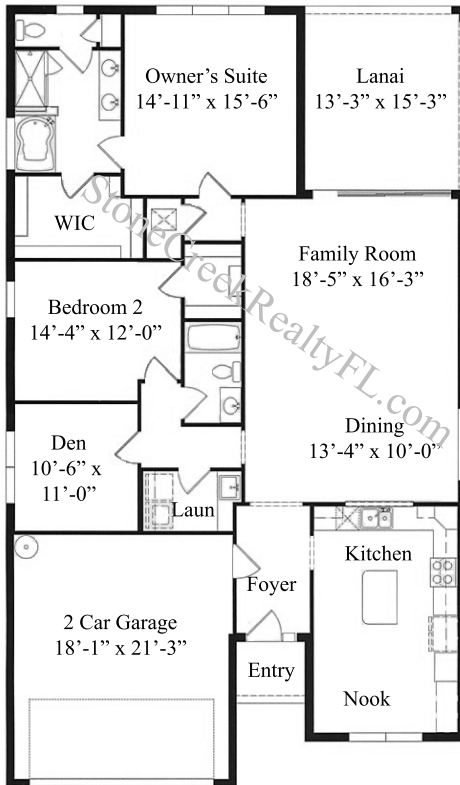 Owner’s Suite
14’-11” x 15’-6”
Lanai
13’-3” x 15’-3”
WIC
StoneCreekRealtyFL.com
Family Room
18’-5” x 16’-3”
Bedroom 2
14’-4” x 12’-0”
Dining
13’-4” x 10’-0”
Den
10’-6” x
11’-0”
Laun
Kitchen
Foyer
2 Car Garage
18’-1” x 21’-3”
Entry
Nook